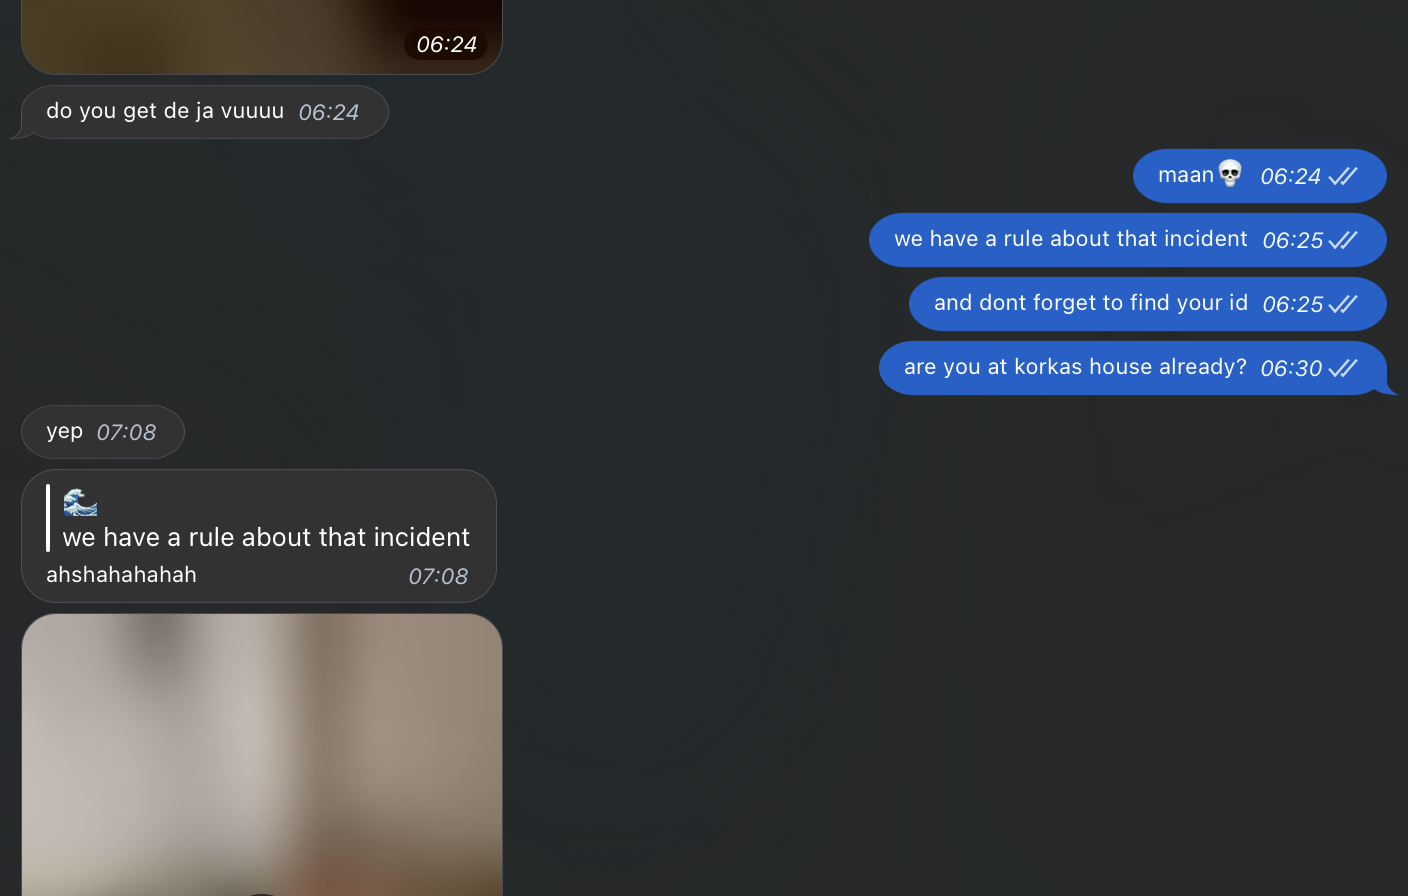 06:24
do you get de ja vuuuu 06:24
maan💀 06:24
we have a rule about that incident 06:25
and dont forget to find your id 06:25
are you at korkas house already? 06:30
yep 07:08
🌊
we have a rule about that incident
ahshahahahah 07:08